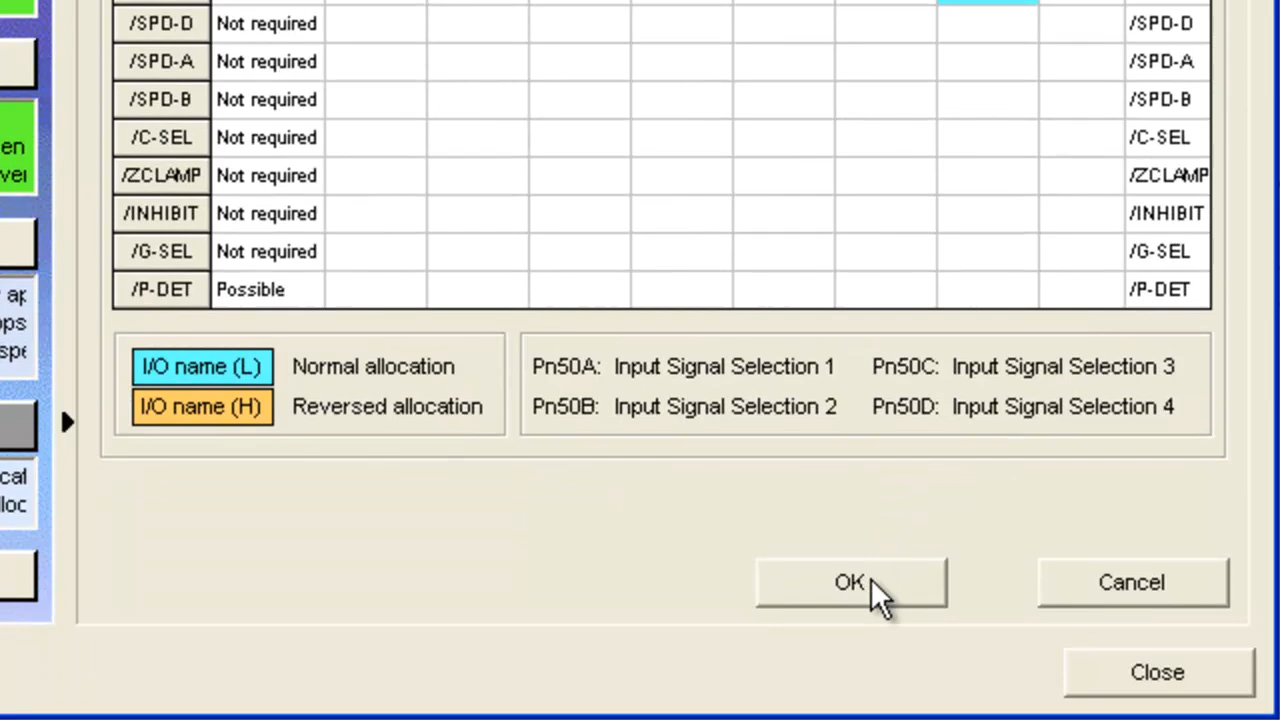 /SPD-D Not required /SPD-D
/SPD-A Not required /SPD-A
/SPD-B Not required /SPD-B
/C-SEL Not required /C-SEL
/ZCLAMP Not required /ZCLAMP
/INHIBIT Not required /INHIBIT
/G-SEL Not required /G-SEL
/P-DET Possible /P-DET
I/O name (L) Normal allocation
I/O name (H) Reversed allocation
Pn50A: Input Signal Selection 1 Pn50C: Input Signal Selection 3
Pn50B: Input Signal Selection 2 Pn50D: Input Signal Selection 4
OK Cancel
Close